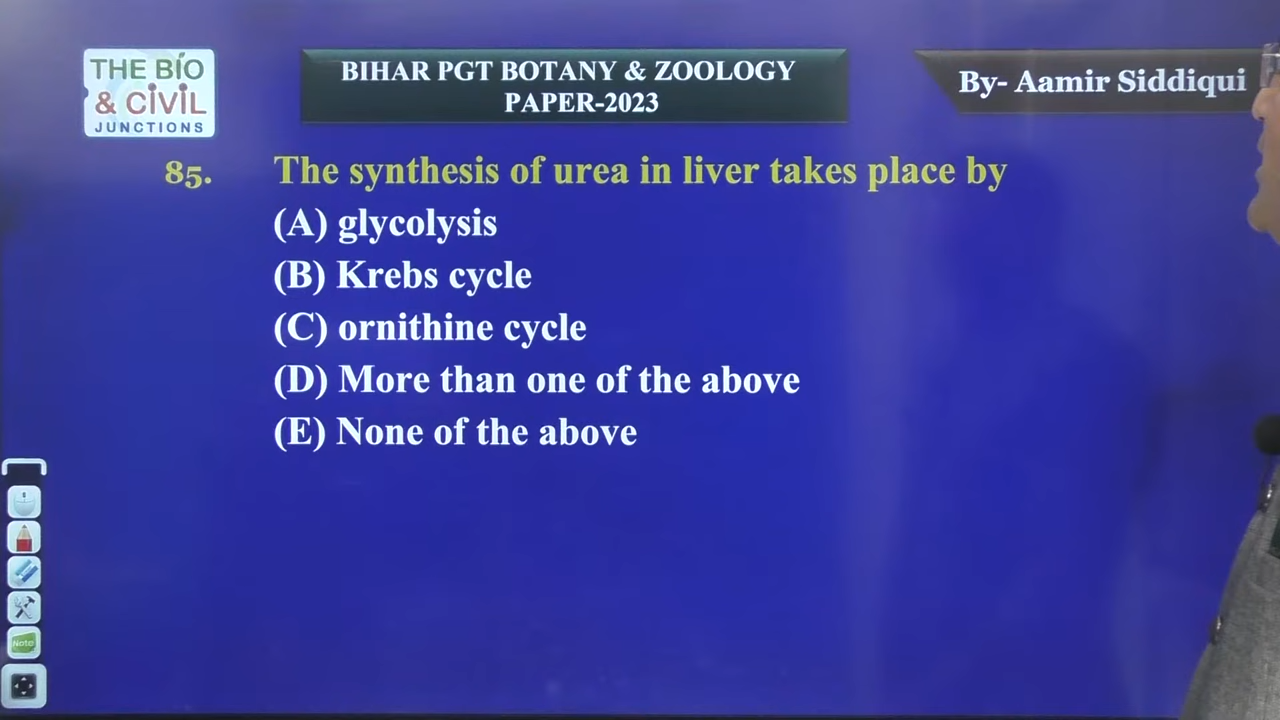 THE BIO
& CIVIL
JUNCTIONS
BIHAR PGT BOTANY & ZOOLOGY
PAPER-2023
By- Aamir Siddiqui
85. The synthesis of urea in liver takes place by
(A) glycolysis
(B) Krebs cycle
(C) ornithine cycle
(D) More than one of the above
(E) None of the above
Note